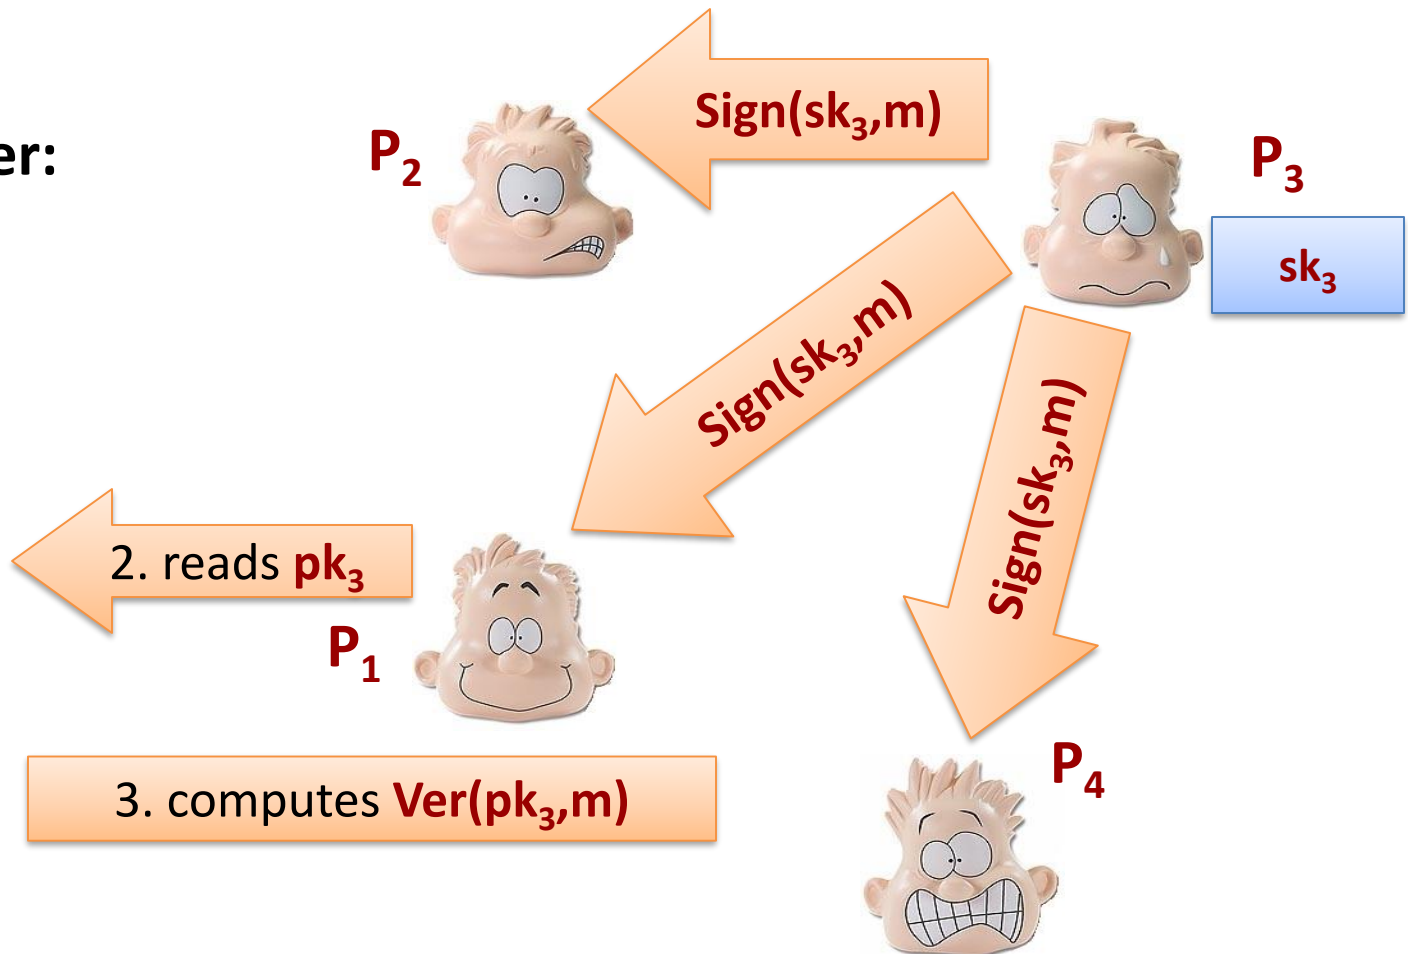 er:
P₂
Sign(sk₃,m)
P₃
sk₃
Sign(sk₃,m)
Sign(sk₃,m)
2. reads pk₃
P₁
3. computes Ver(pk₃,m)
P₄